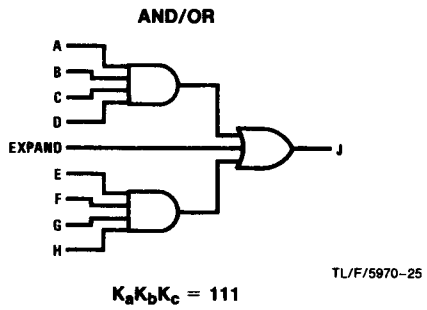 AND/OR
A
B
C
D
EXPAND
J
E
F
G
H
TL/F/5970–25
KaKbKc = 111